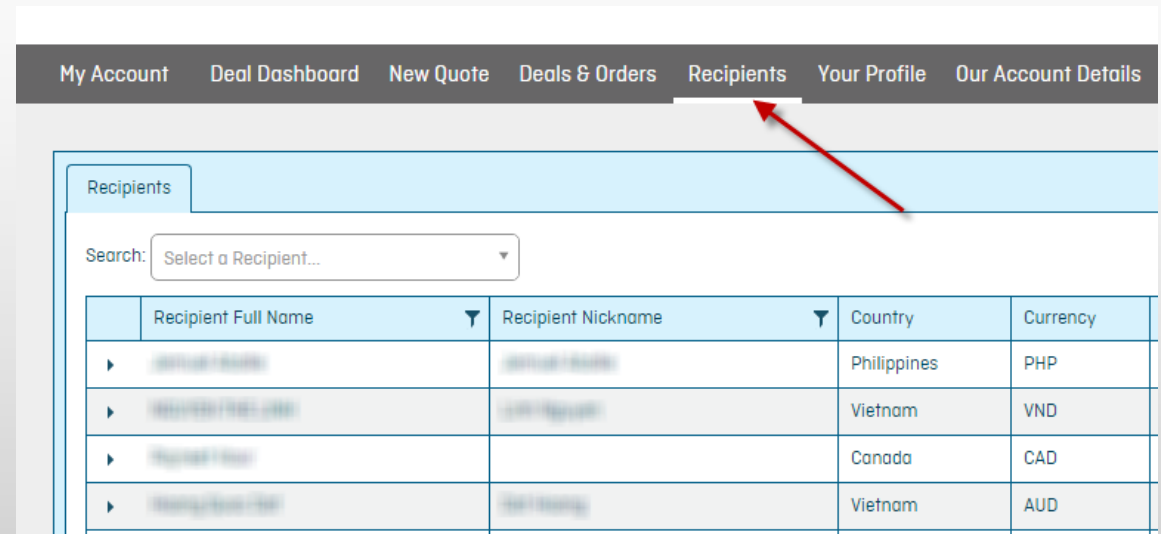 My Account Deal Dashboard New Quote Deals & Orders Recipients Your Profile Our Account Details
Recipients
Search: Select a Recipient...
Recipient Full Name Recipient Nickname Country Currency
Philippines PHP
Vietnam VND
Canada CAD
Vietnam AUD